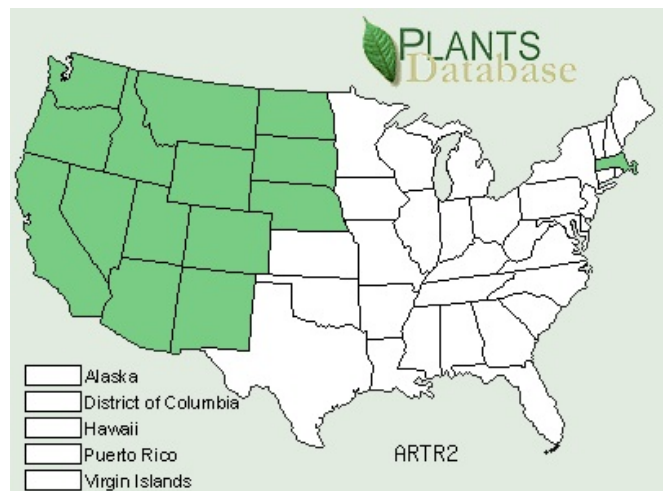 PLANTS
Database
Alaska
District of Columbia
Hawaii
Puerto Rico
Virgin Islands
ARTR2